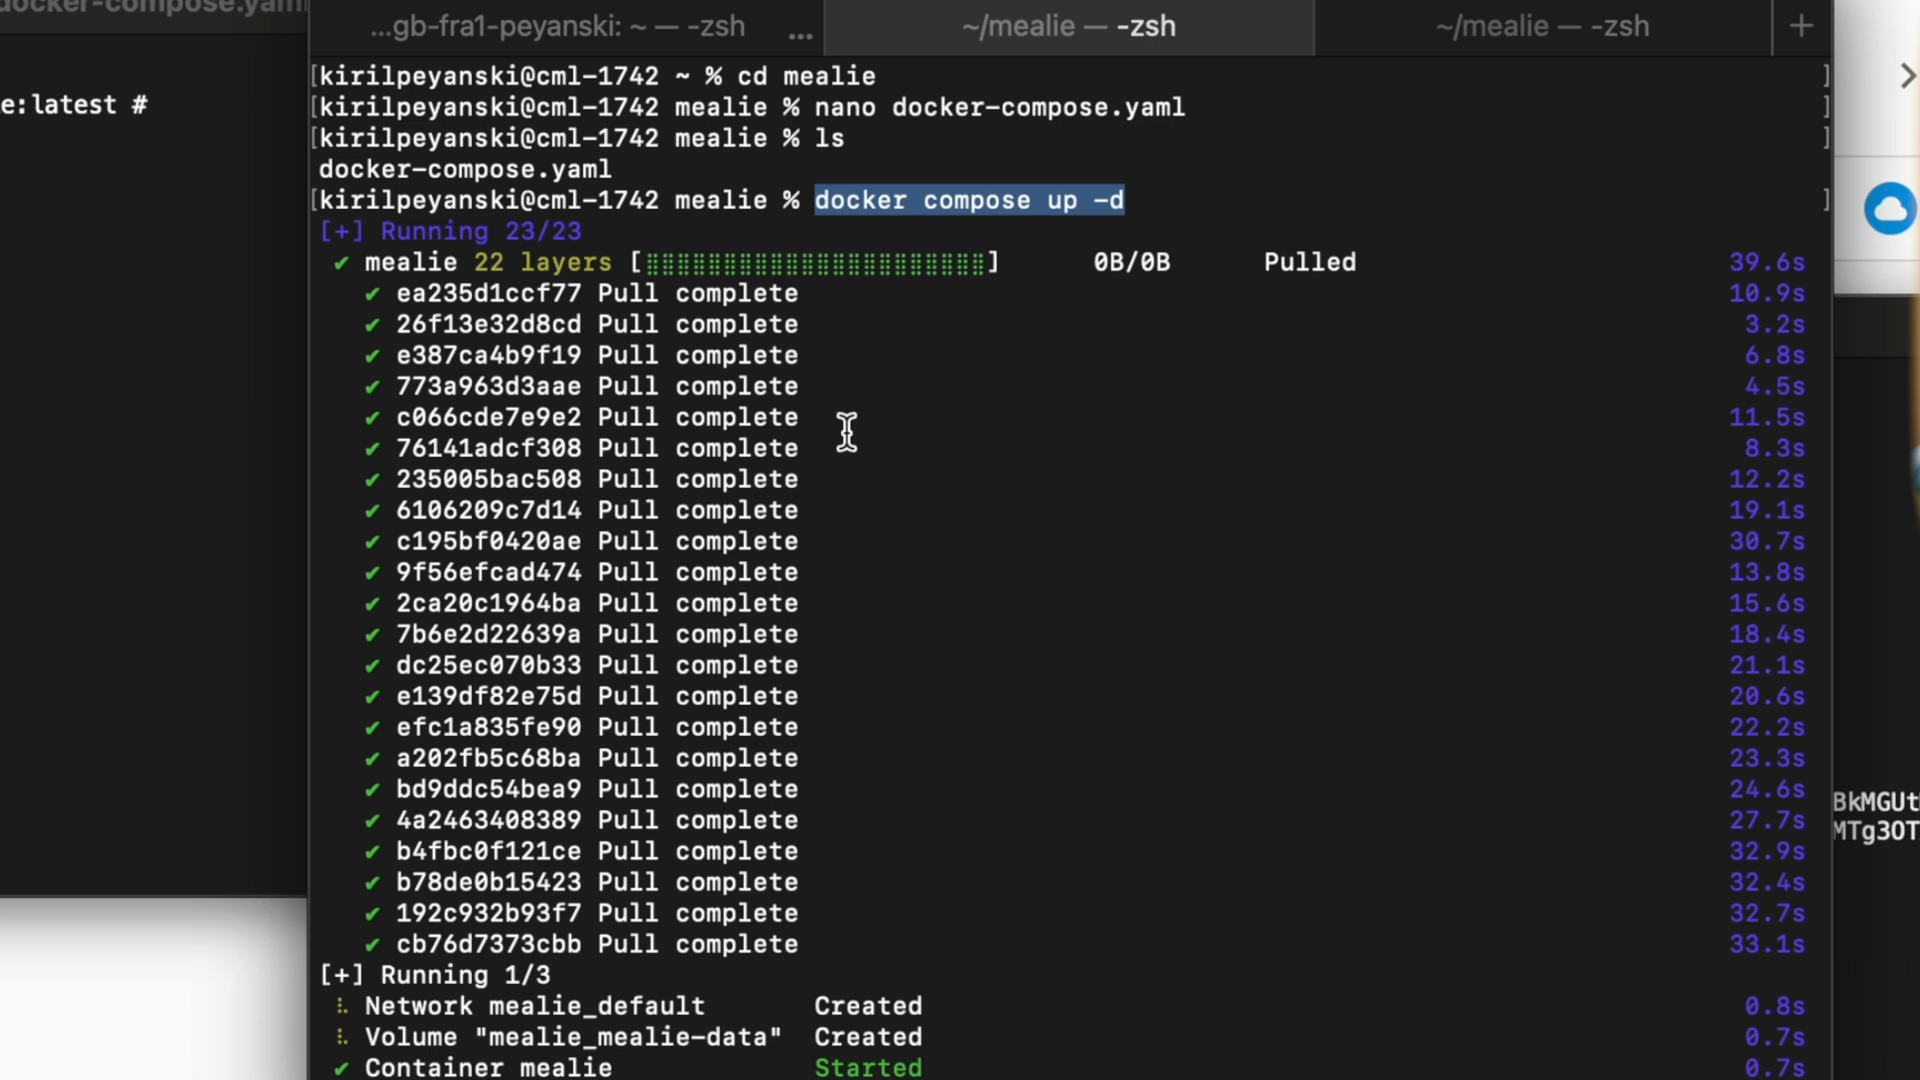 docker-compose.yaml
e:latest #
...gb-fra1-peyanski: ~ — -zsh
...
~/mealie — -zsh
~/mealie — -zsh
+
[kirilpeyanski@cml-1742 ~ % cd mealie ]
[kirilpeyanski@cml-1742 mealie % nano docker-compose.yaml ]
[kirilpeyanski@cml-1742 mealie % ls ]
docker-compose.yaml
[kirilpeyanski@cml-1742 mealie % docker compose up -d ]
[+] Running 23/23
✔ mealie 22 layers [⣿⣿⣿⣿⣿⣿⣿⣿⣿⣿⣿⣿⣿⣿⣿⣿⣿⣿⣿⣿⣿⣿] 0B/0B Pulled 39.6s
✔ ea235d1ccf77 Pull complete 10.9s
✔ 26f13e32d8cd Pull complete 3.2s
✔ e387ca4b9f19 Pull complete 6.8s
✔ 773a963d3aae Pull complete 4.5s
✔ c066cde7e9e2 Pull complete 11.5s
✔ 76141adcf308 Pull complete 8.3s
✔ 235005bac508 Pull complete 12.2s
✔ 6106209c7d14 Pull complete 19.1s
✔ c195bf0420ae Pull complete 30.7s
✔ 9f56efcad474 Pull complete 13.8s
✔ 2ca20c1964ba Pull complete 15.6s
✔ 7b6e2d22639a Pull complete 18.4s
✔ dc25ec070b33 Pull complete 21.1s
✔ e139df82e75d Pull complete 20.6s
✔ efc1a835fe90 Pull complete 22.2s
✔ a202fb5c68ba Pull complete 23.3s
✔ bd9ddc54bea9 Pull complete 24.6s
✔ 4a2463408389 Pull complete 27.7s
✔ b4fbc0f121ce Pull complete 32.9s
✔ b78de0b15423 Pull complete 32.4s
✔ 192c932b93f7 Pull complete 32.7s
✔ cb76d7373cbb Pull complete 33.1s
[+] Running 1/3
⠧ Network mealie_default Created 0.8s
⠧ Volume "mealie_mealie-data" Created 0.7s
✔ Container mealie Started 0.7s
BkMGUt
MTg3OT